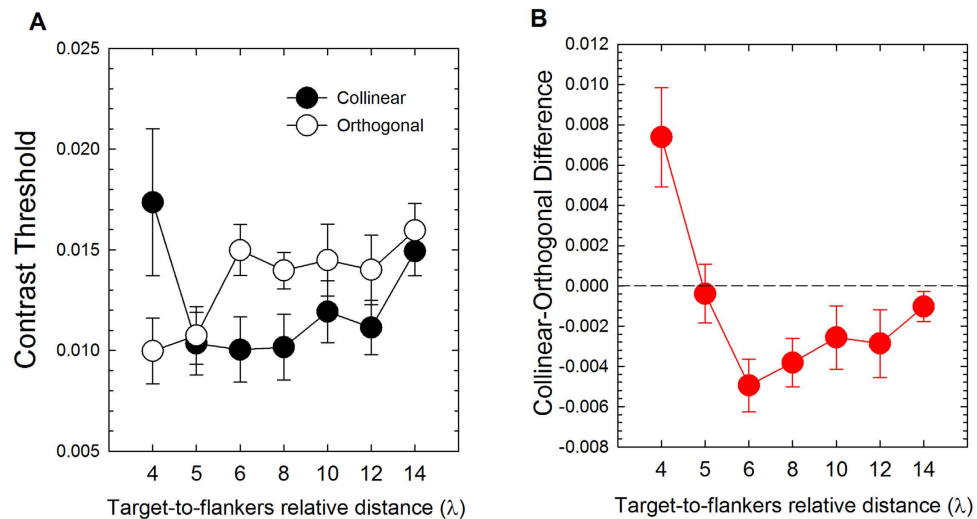 A
Contrast Threshold
0.025
0.020
0.015
0.010
0.005
Collinear
Orthogonal
4 5 6 8 10 12 14
Target-to-flankers relative distance (λ)
B
Collinear-Orthogonal Difference
0.012
0.010
0.008
0.006
0.004
0.002
0.000
-0.002
-0.004
-0.006
-0.008
4 5 6 8 10 12 14
Target-to-flankers relative distance (λ)